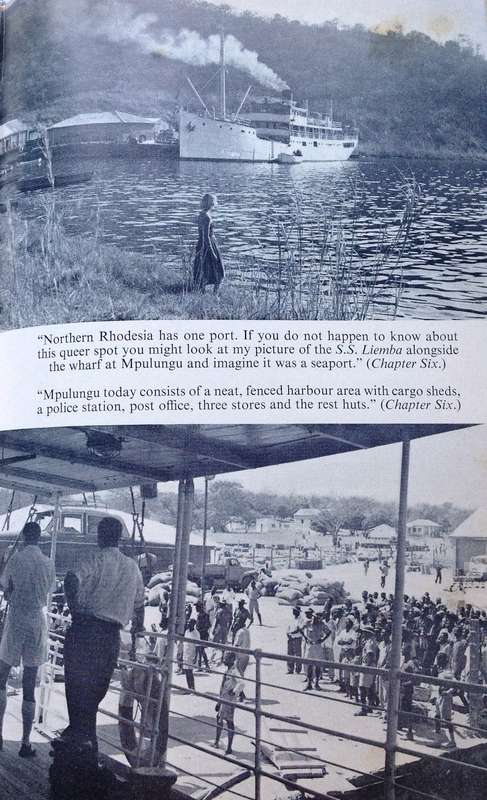 “Northern Rhodesia has one port. If you do not happen to know about
this queer spot you might look at my picture of the S.S. Liemba alongside
the wharf at Mpulungu and imagine it was a seaport.” (Chapter Six.)
“Mpulungu today consists of a neat, fenced harbour area with cargo sheds,
a police station, post office, three stores and the rest huts.” (Chapter Six.)